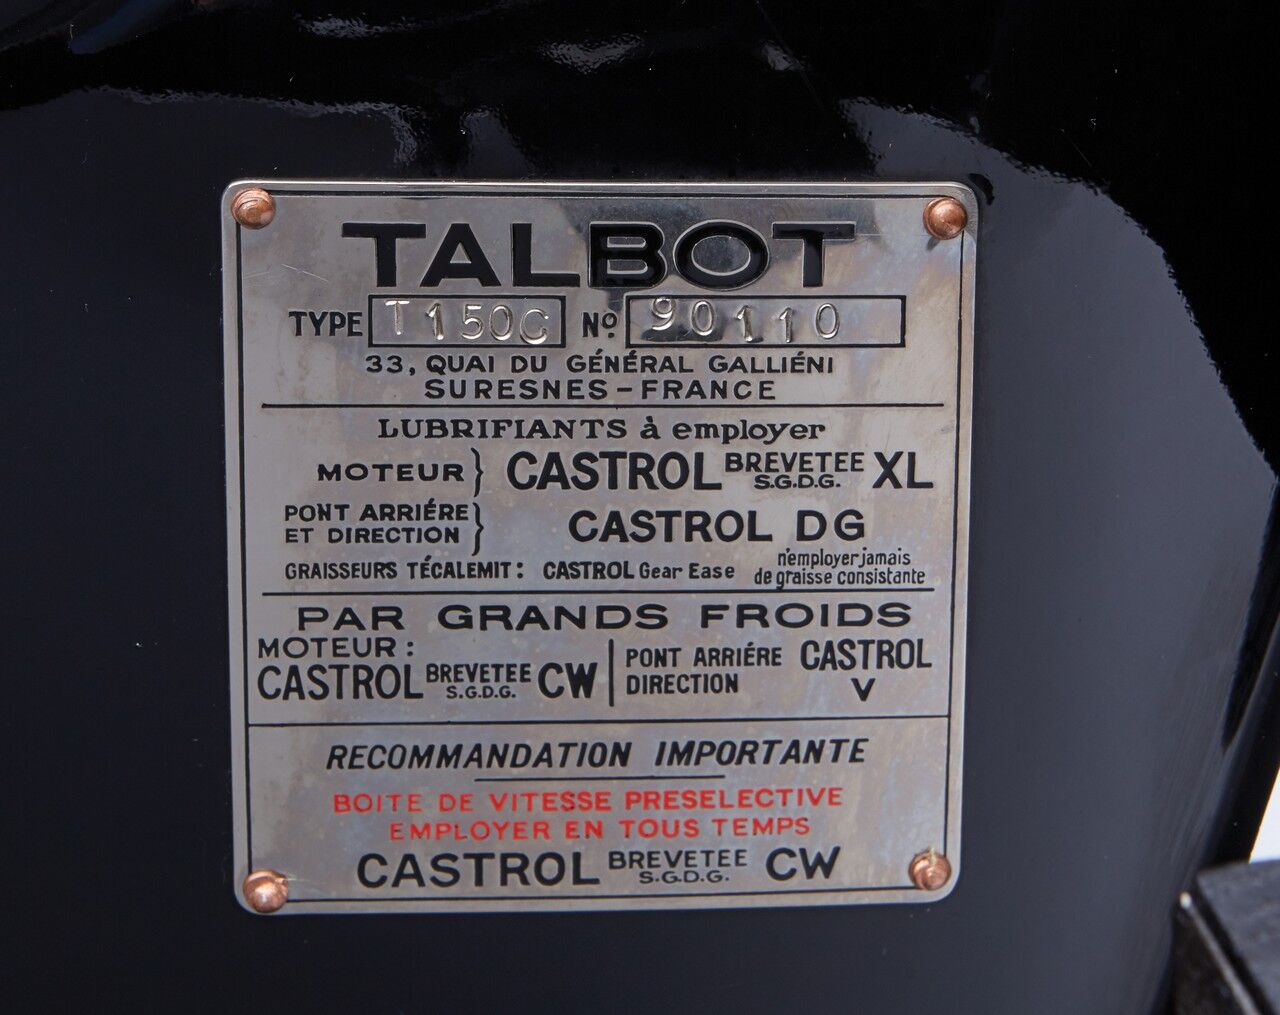 TALBOT
TYPE T150C Nº 90110
33, QUAI DU GÉNÉRAL GALLIÉNI
SURESNES-FRANCE
LUBRIFIANTS à employer
MOTEUR } CASTROL BREVETEE S.G.D.G. XL
PONT ARRIÉRE ET DIRECTION } CASTROL DG
GRAISSEURS TÉCALEMIT: CASTROL Gear Ease n'employer jamais de graisse consistante
PAR GRANDS FROIDS
MOTEUR: CASTROL BREVETEE S.G.D.G. CW
PONT ARRIÉRE DIRECTION CASTROL V
RECOMMANDATION IMPORTANTE
BOITE DE VITESSE PRESELECTIVE
EMPLOYER EN TOUS TEMPS
CASTROL BREVETEE S.G.D.G. CW